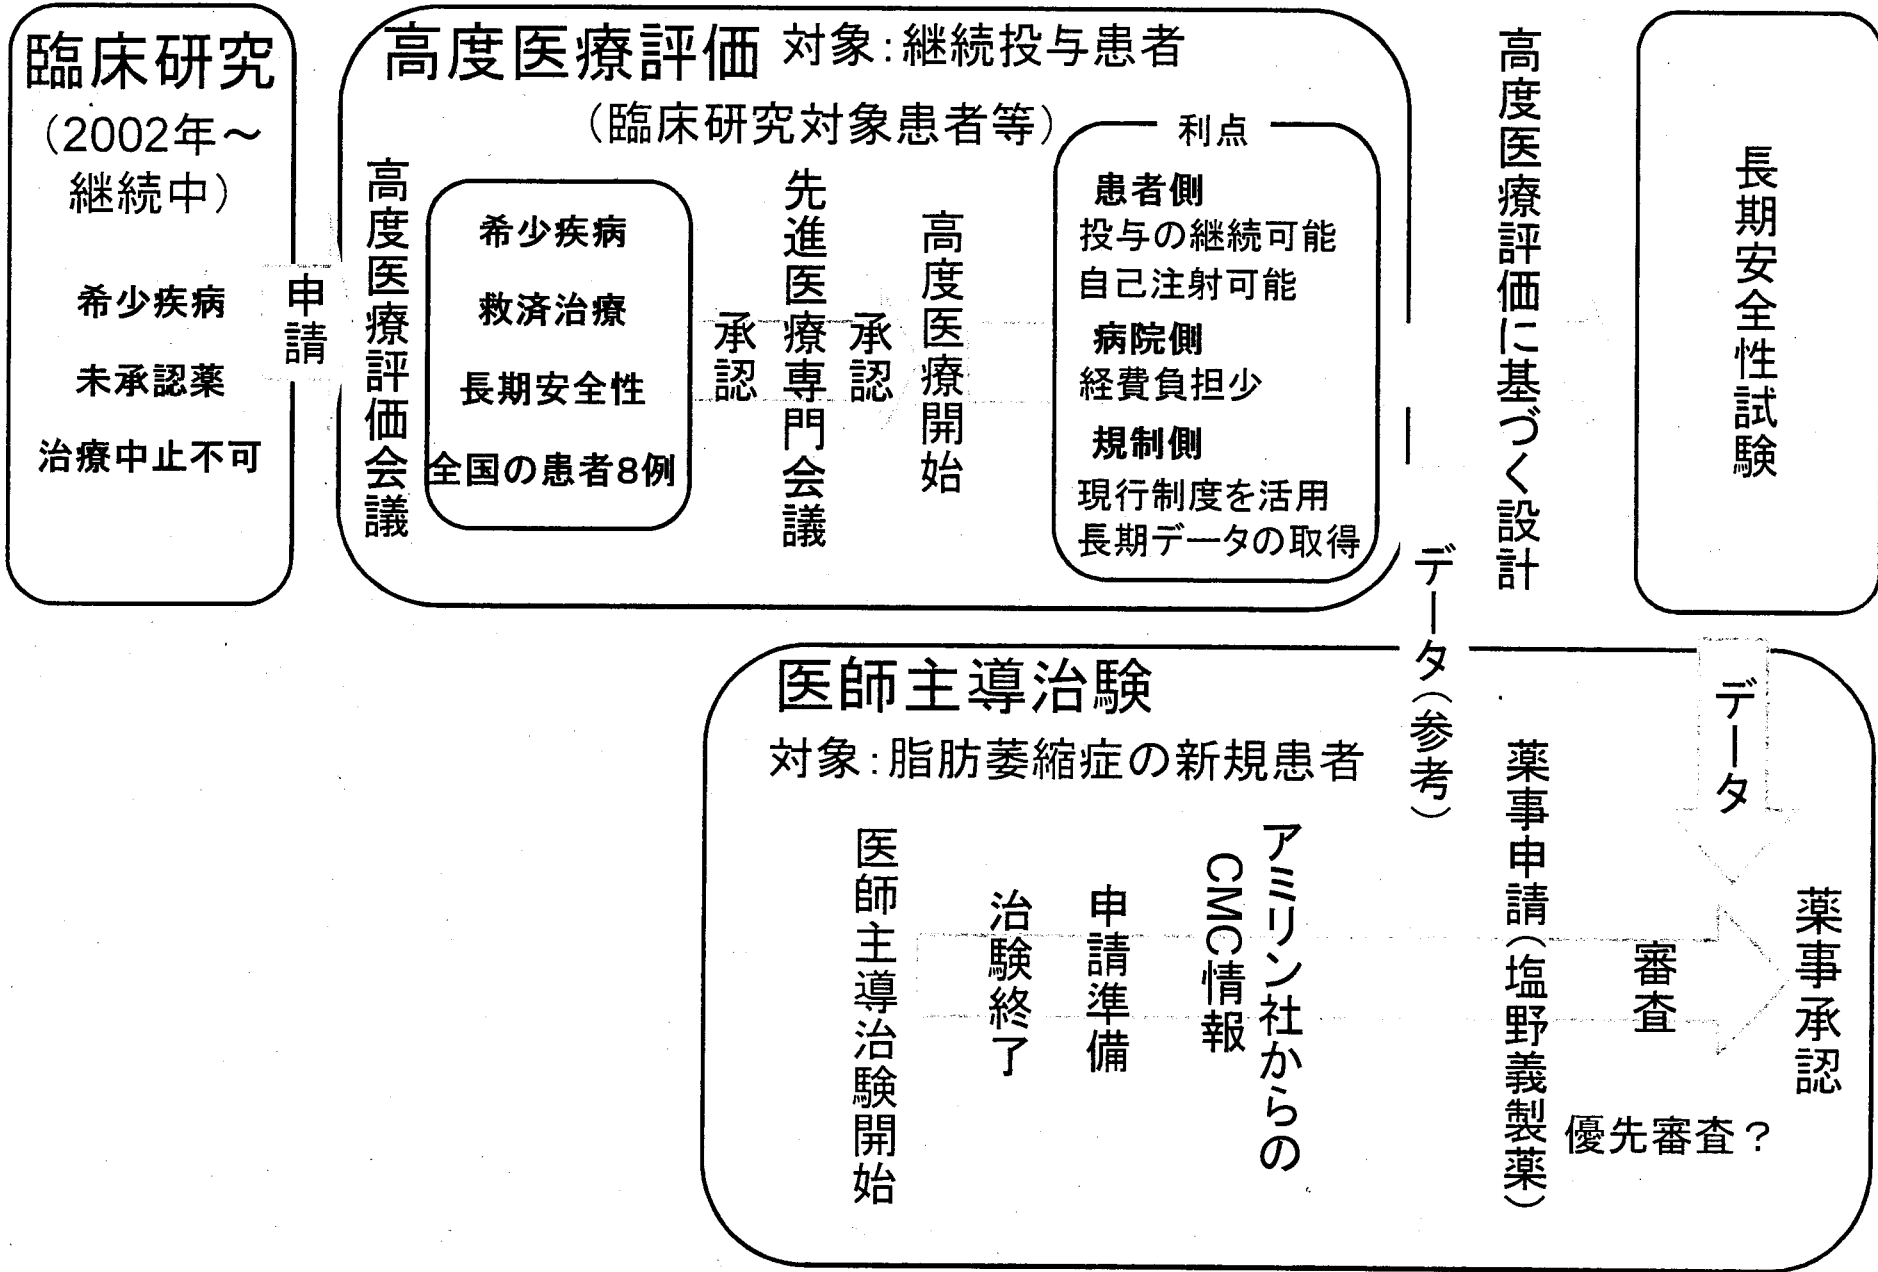 臨床研究
（2002年～
継続中）
希少疾病
未承認薬
治療中止不可
申請
高度医療評価 対象：継続投与患者
（臨床研究対象患者等）
高度医療評価会議
希少疾病
救済治療
長期安全性
全国の患者8例
承認
先進医療専門会議
承認
高度医療開始
利点
患者側
投与の継続可能
自己注射可能
病院側
経費負担少
規制側
現行制度を活用
長期データの取得
高度医療評価に基づく設計
長期安全性試験
データ（参考）
データ
医師主導治験
対象：脂肪萎縮症の新規患者
医師主導治験開始
治験終了
申請準備
アミリン社からの
CMC情報
薬事申請（塩野義製薬）
審査
優先審査？
薬事承認